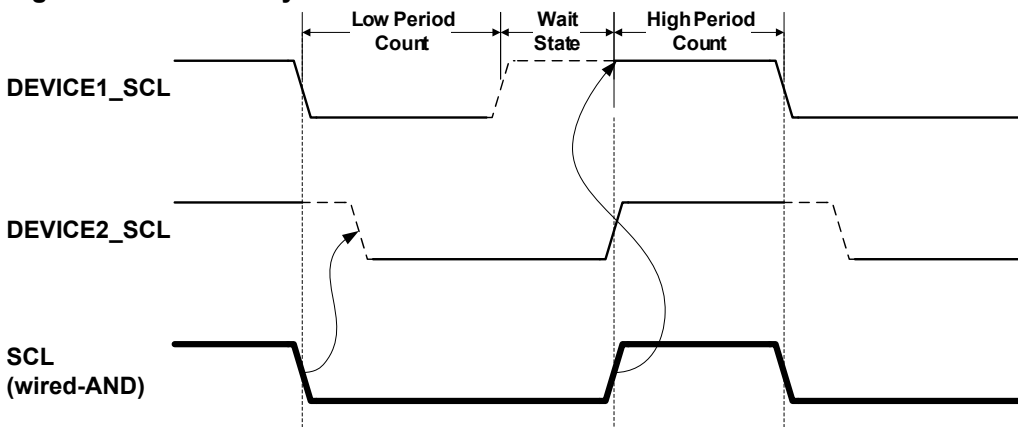 Low Period
Count
Wait
State
High Period
Count
DEVICE1_SCL
DEVICE2_SCL
SCL
(wired-AND)